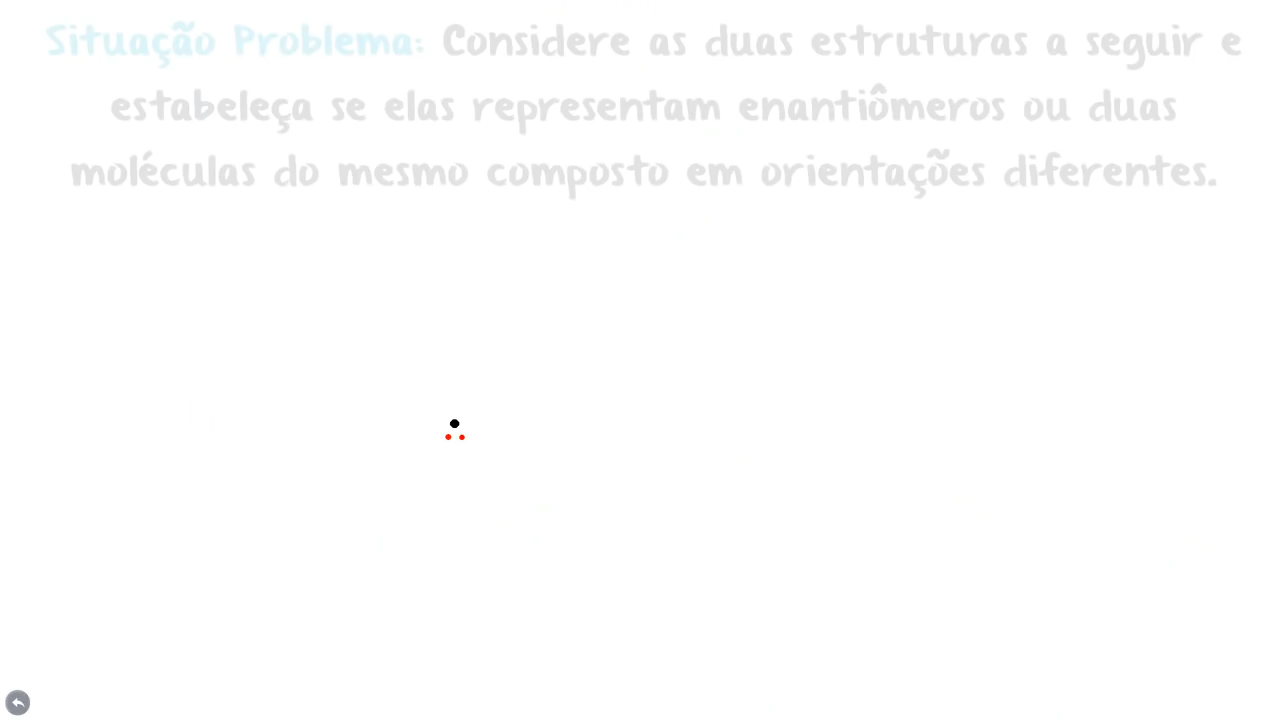 Situação Problema: Considere as duas estruturas a seguir e
estabeleça se elas representam enantiômeros ou duas
moléculas do mesmo composto em orientações diferentes.